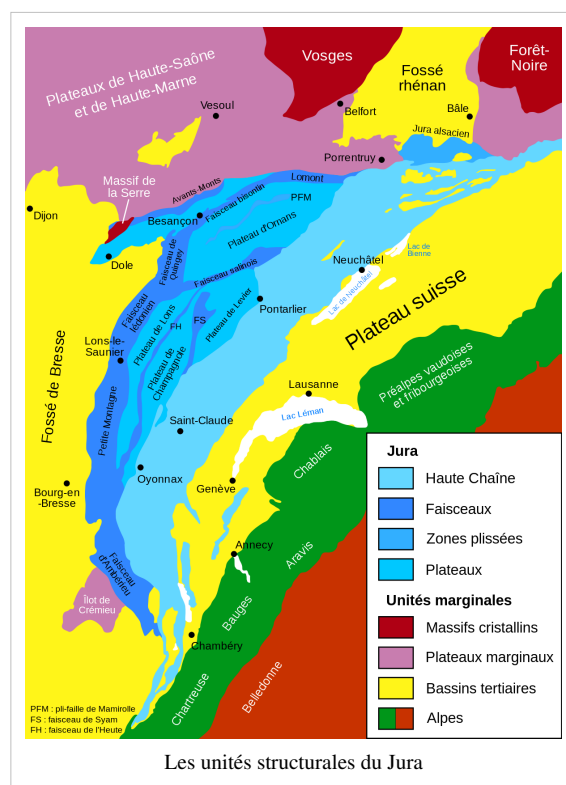 Plateaux de Haute-Saône
et de Haute-Marne
Vosges
Forêt-
Noire
Fossé
rhénan
Vesoul
Belfort
Bâle
Jura alsacien
Porrentruy
Massif de
la Serre
Avants-Monts
Lomont
Faisceau bisontin
PFM
Dijon
Besançon
Plateau d'Ornans
Dole
Faisceau de
Quingey
Neuchâtel
Lac de
Bienne
Lac de Neuchâtel
Faisceau salinois
Faisceau
lédonien
Plateau de Lons
FH
FS
Plateau de Levier
Pontarlier
Plateau suisse
Lons-le-
Saunier
Plateau de
Champagnole
Fossé de Bresse
Petite Montagne
Préalpes vaudoises
et fribourgeoises
Lausanne
Lac Léman
Saint-Claude
Chablais
Oyonnax
Genève
Bourg-en
-Bresse
Annecy
Aravis
Faisceau
d'Ambérieu
Îlot de
Crémieu
Bauges
Chambéry
Belledonne
Chartreuse
PFM : pli-faille de Mamirolle
FS : faisceau de Syam
FH : faisceau de l'Heute
Jura
Haute Chaîne
Faisceaux
Zones plissées
Plateaux
Unités marginales
Massifs cristallins
Plateaux marginaux
Bassins tertiaires
Alpes
Les unités structurales du Jura